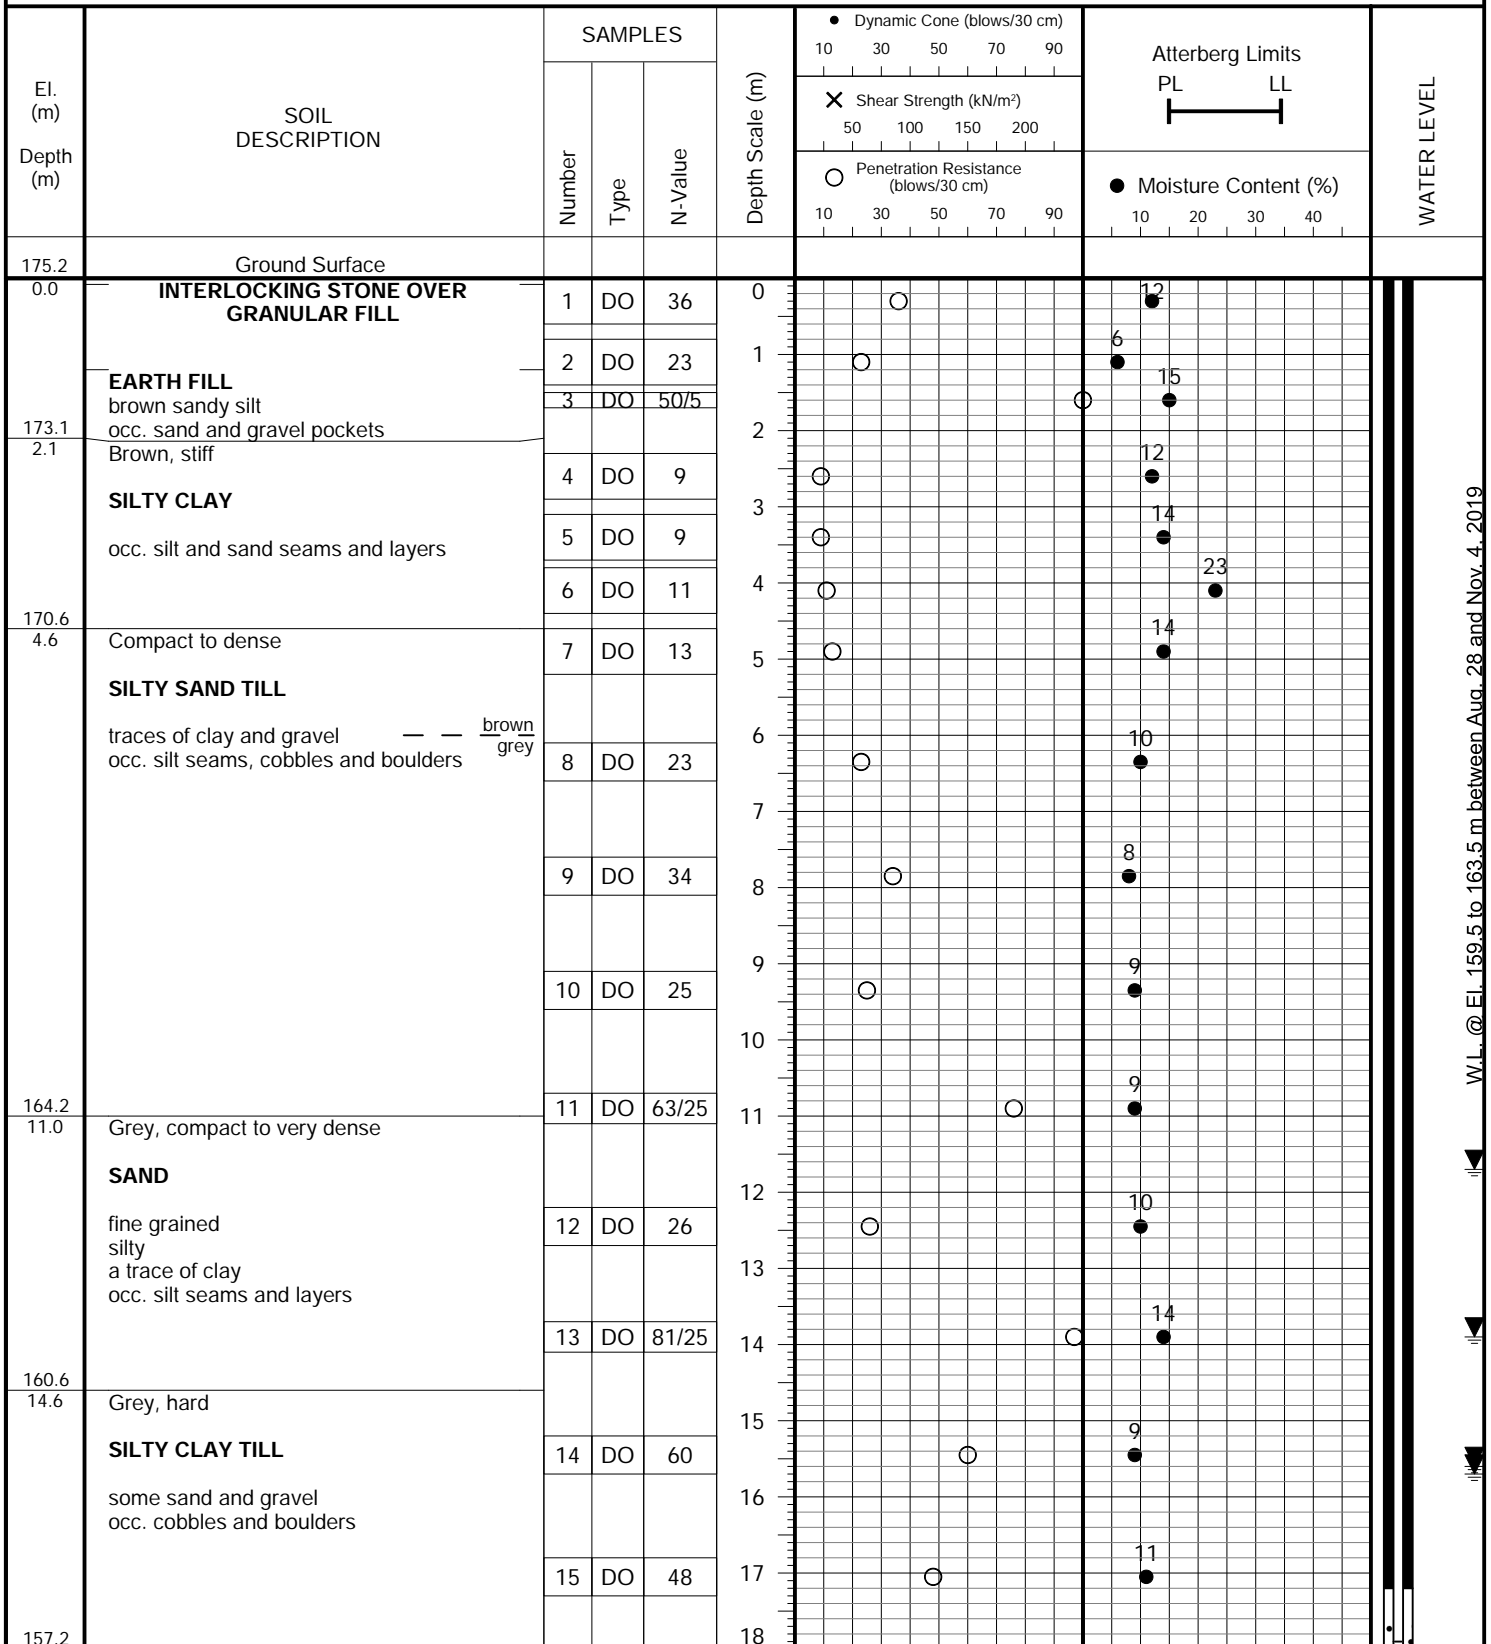 El.
(m)
Depth
(m)
SOIL
DESCRIPTION
SAMPLES
Number
Type
N-Value
Depth Scale (m)
Dynamic Cone (blows/30 cm)
10 30 50 70 90
Shear Strength (kN/m²)
50 100 150 200
Penetration Resistance
(blows/30 cm)
10 30 50 70 90
Atterberg Limits
PL LL
Moisture Content (%)
10 20 30 40
WATER LEVEL
175.2 Ground Surface
0.0 INTERLOCKING STONE OVER
GRANULAR FILL
1 DO 36 0 12
2 DO 23 1 6
EARTH FILL
brown sandy silt
3 DO 50/5 15
occ. sand and gravel pockets
173.1 2
2.1 Brown, stiff
4 DO 9 12
SILTY CLAY
3
5 DO 9 14
occ. silt and sand seams and layers
6 DO 11 4 23
170.6
4.6 Compact to dense
7 DO 13 5 14
SILTY SAND TILL
traces of clay and gravel brown
grey
occ. silt seams, cobbles and boulders
6
8 DO 23 10
7
9 DO 34 8 8
9
10 DO 25 9
10
164.2
11 DO 63/25 11 9
11.0 Grey, compact to very dense
SAND
12
fine grained
12 DO 26 10
silty
a trace of clay
13
occ. silt seams and layers
13 DO 81/25 14 14
160.6
14.6 Grey, hard
15
SILTY CLAY TILL
14 DO 60 9
some sand and gravel
16
occ. cobbles and boulders
15 DO 48 17 11
157.2 18
W.L. @ El. 159.5 to 163.5 m between Aug. 28 and Nov. 4, 2019